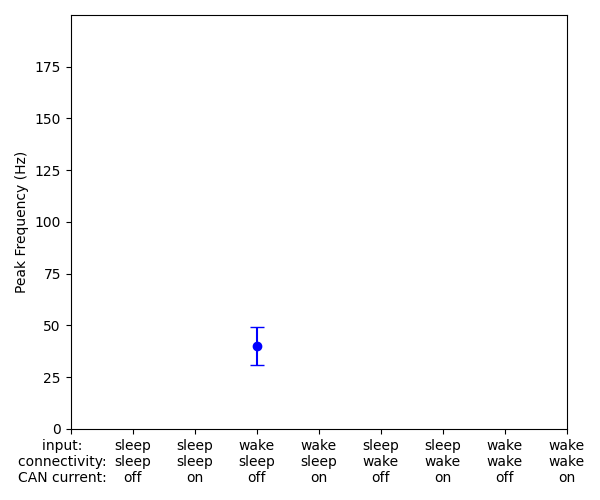 175
150
125
100
75
50
25
0
Peak Frequency (Hz)
input: sleep sleep wake wake sleep sleep wake wake
connectivity: sleep sleep sleep sleep wake wake wake wake
CAN current: off on off on off on off on